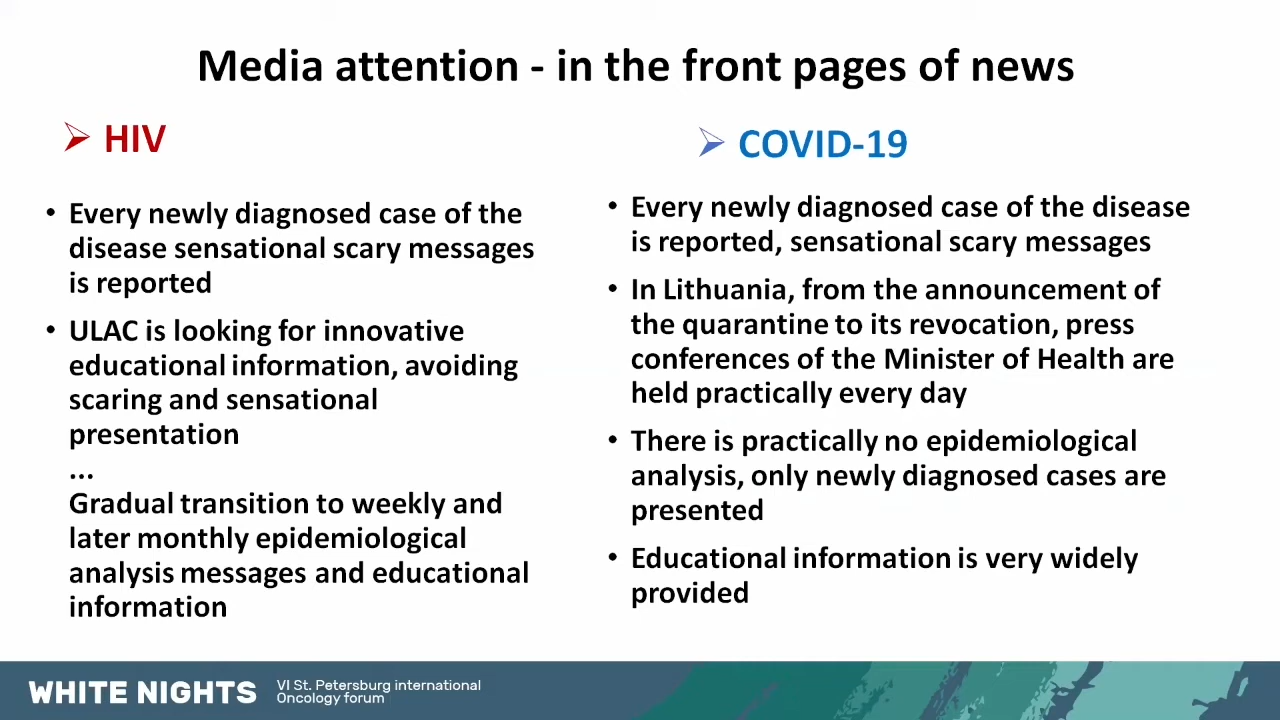 Media attention - in the front pages of news
HIV
• Every newly diagnosed case of the
disease sensational scary messages
is reported
• ULAC is looking for innovative
educational information, avoiding
scaring and sensational
presentation
...
Gradual transition to weekly and
later monthly epidemiological
analysis messages and educational
information
COVID-19
• Every newly diagnosed case of the disease
is reported, sensational scary messages
• In Lithuania, from the announcement of
the quarantine to its revocation, press
conferences of the Minister of Health are
held practically every day
• There is practically no epidemiological
analysis, only newly diagnosed cases are
presented
• Educational information is very widely
provided
WHITE NIGHTS
VI St. Petersburg international
Oncology forum